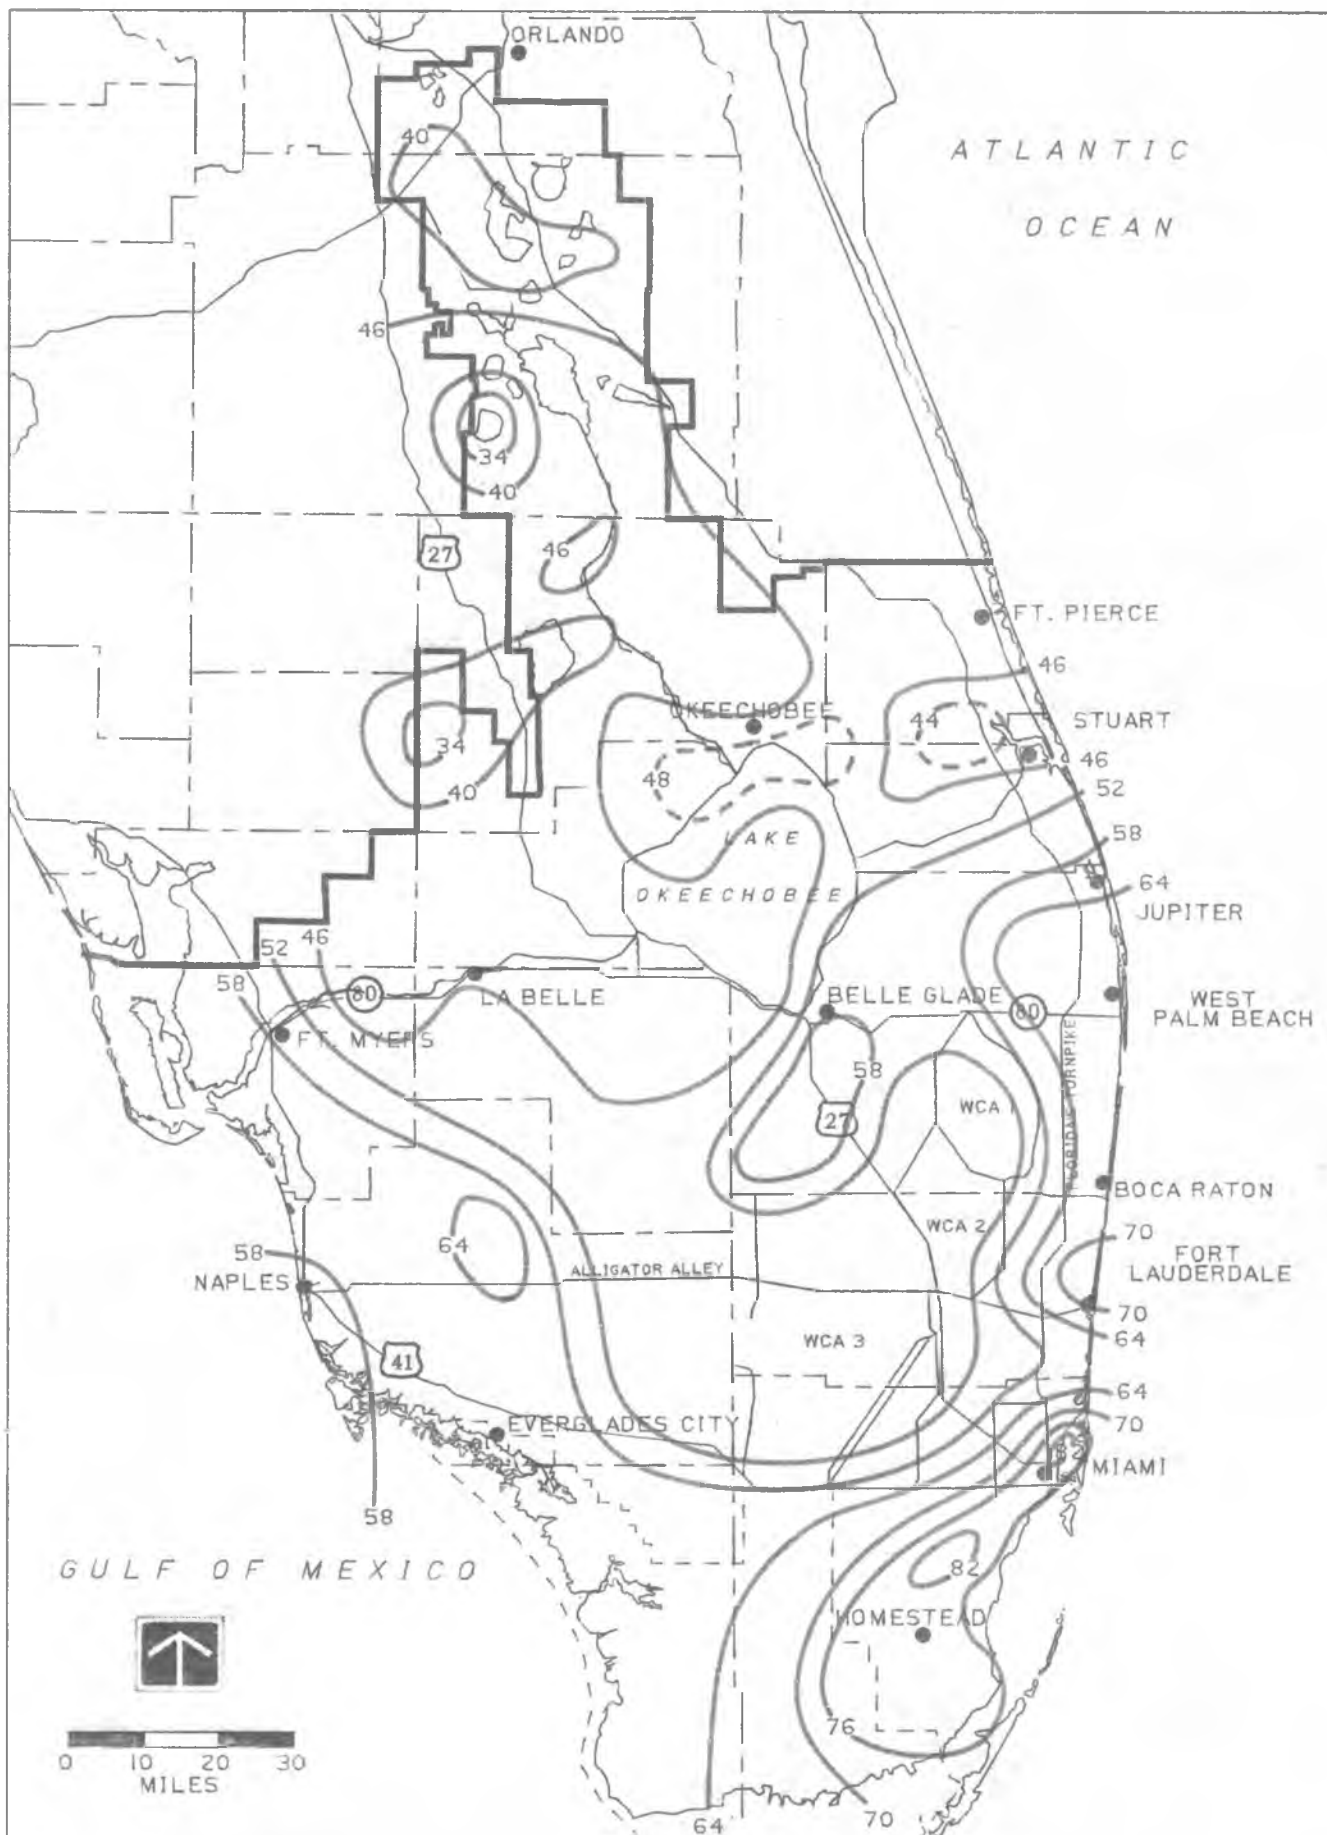 ORLANDO
ATLANTIC
OCEAN
40
46
34
40
27
46
FT. PIERCE
46
OKEECHOBEE
44
STUART
34
48
46
40
52
LAKE
58
OKEECHOBEE
64
JUPITER
46
52
58
80
LA BELLE
BELLE GLADE
80
WEST
PALM BEACH
FT. MYERS
58
FLORIDA'S TURNPIKE
WCA 1
27
BOCA RATON
WCA 2
70
64
58
FORT
LAUDERDALE
ALLIGATOR ALLEY
NAPLES
70
64
WCA 3
41
64
EVERGLADES CITY
70
MIAMI
58
GULF OF MEXICO
82
HOMESTEAD
76
0 10 20 30
MILES
70
64